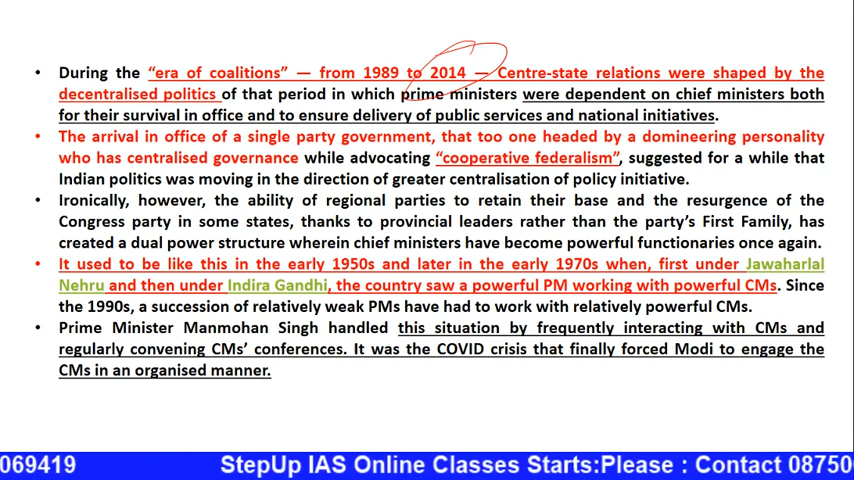 • During the “era of coalitions” — from 1989 to 2014 — Centre-state relations were shaped by the
decentralised politics of that period in which prime ministers were dependent on chief ministers both
for their survival in office and to ensure delivery of public services and national initiatives.
• The arrival in office of a single party government, that too one headed by a domineering personality
who has centralised governance while advocating “cooperative federalism”, suggested for a while that
Indian politics was moving in the direction of greater centralisation of policy initiative.
• Ironically, however, the ability of regional parties to retain their base and the resurgence of the
Congress party in some states, thanks to provincial leaders rather than the party’s First Family, has
created a dual power structure wherein chief ministers have become powerful functionaries once again.
• It used to be like this in the early 1950s and later in the early 1970s when, first under Jawaharlal
Nehru and then under Indira Gandhi, the country saw a powerful PM working with powerful CMs. Since
the 1990s, a succession of relatively weak PMs have had to work with relatively powerful CMs.
• Prime Minister Manmohan Singh handled this situation by frequently interacting with CMs and
regularly convening CMs’ conferences. It was the COVID crisis that finally forced Modi to engage the
CMs in an organised manner.
069419 StepUp IAS Online Classes Starts:Please : Contact 08750